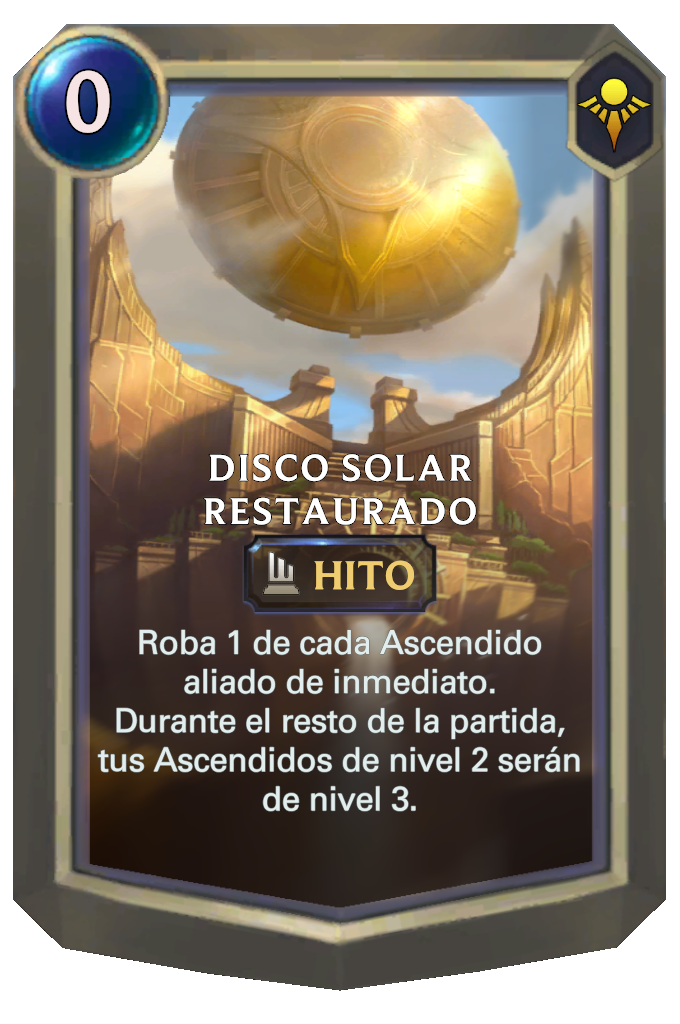 0
DISCO SOLAR
RESTAURADO
HITO
Roba 1 de cada Ascendido
aliado de inmediato.
Durante el resto de la partida,
tus Ascendidos de nivel 2 serán
de nivel 3.